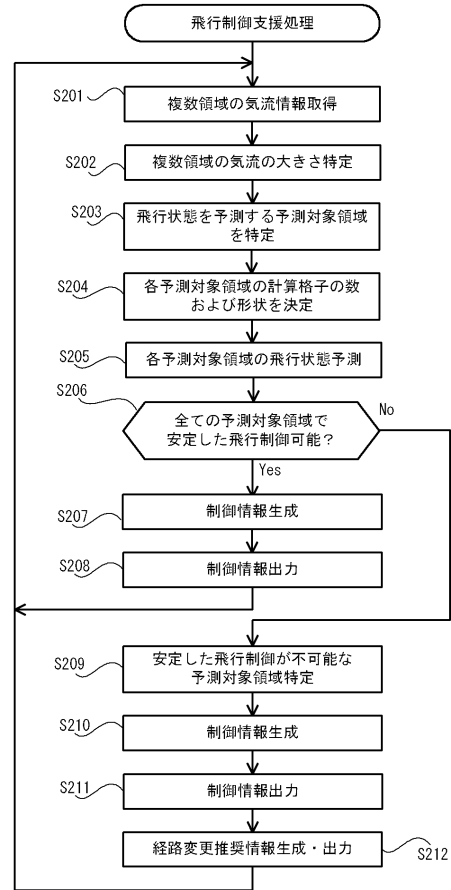 飛行制御支援処理
S201
複数領域の気流情報取得
S202
複数領域の気流の大きさ特定
S203
飛行状態を予測する予測対象領域
を特定
S204
各予測対象領域の計算格子の数
および形状を決定
S205
各予測対象領域の飛行状態予測
S206
全ての予測対象領域で
安定した飛行制御可能?
No
Yes
S207
制御情報生成
S208
制御情報出力
S209
安定した飛行制御が不可能な
予測対象領域特定
S210
制御情報生成
S211
制御情報出力
経路変更推奨情報生成・出力
S212